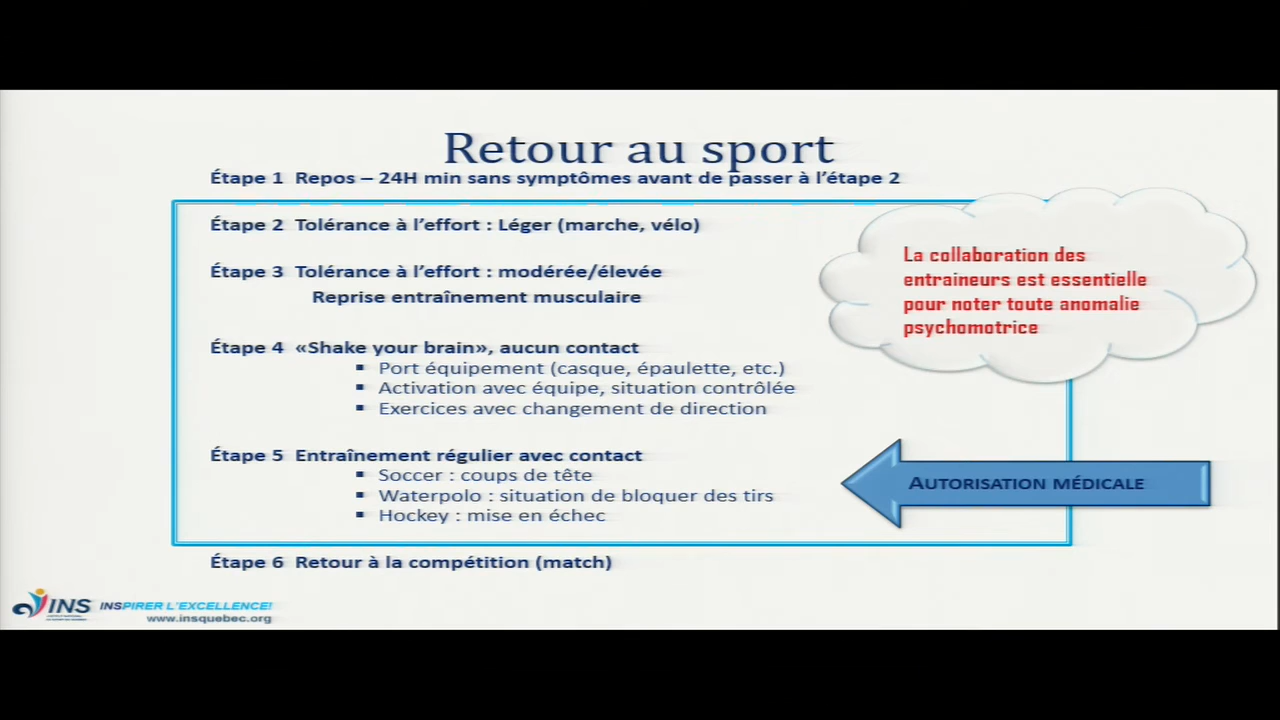 Retour au sport
Étape 1 Repos – 24H min sans symptômes avant de passer à l'étape 2
Étape 2 Tolérance à l'effort : Léger (marche, vélo)
Étape 3 Tolérance à l'effort : modérée/élevée
Reprise entraînement musculaire
La collaboration des
entraineurs est essentielle
pour noter toute anomalie
psychomotrice
Étape 4 «Shake your brain», aucun contact
▪ Port équipement (casque, épaulette, etc.)
▪ Activation avec équipe, situation contrôlée
▪ Exercices avec changement de direction
Étape 5 Entraînement régulier avec contact
▪ Soccer : coups de tête
▪ Waterpolo : situation de bloquer des tirs
▪ Hockey : mise en échec
AUTORISATION MÉDICALE
Étape 6 Retour à la compétition (match)
INS INSPIRER L'EXCELLENCE!
www.insquebec.org